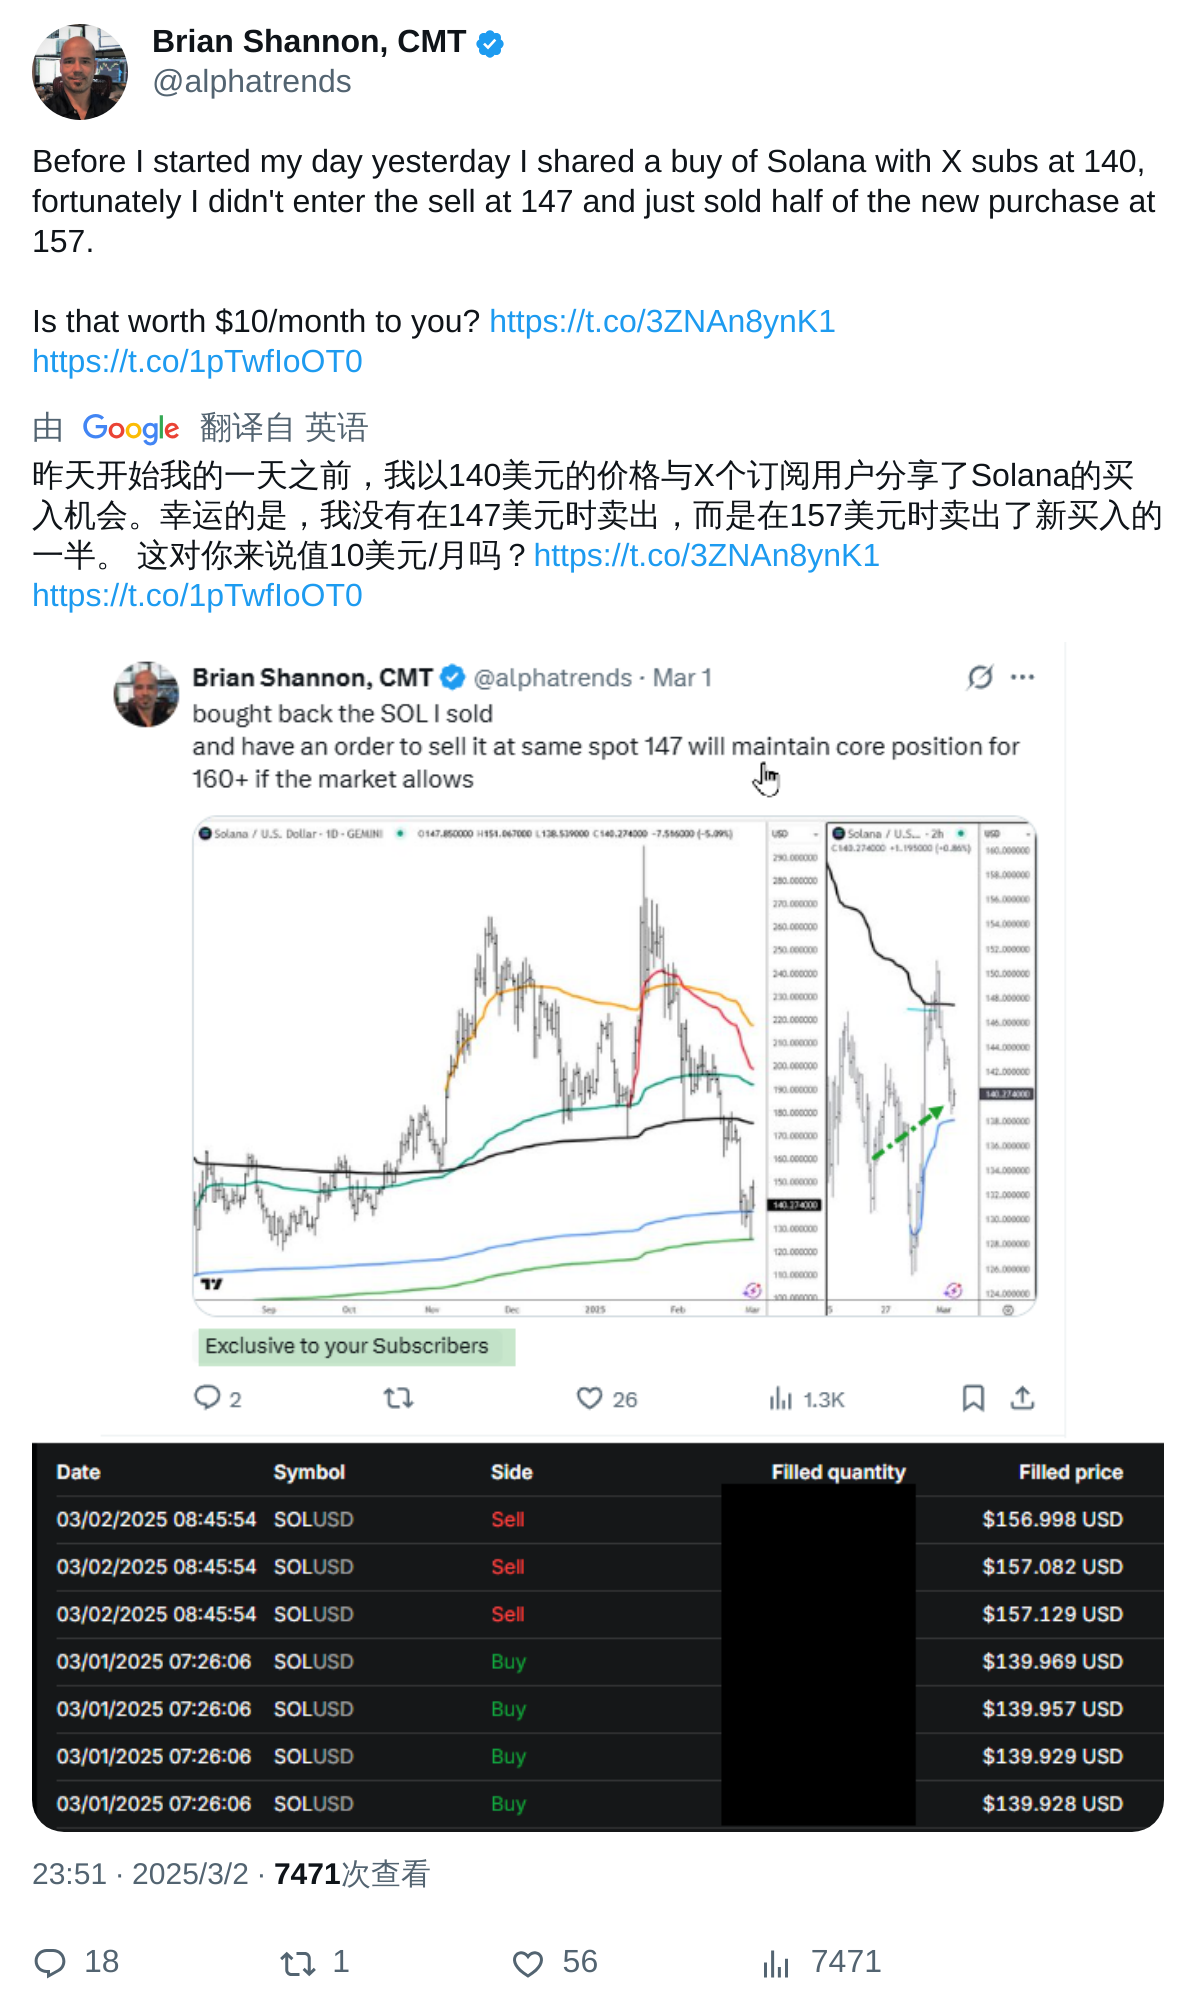 Brian Shannon, CMT
@alphatrends
Before I started my day yesterday I shared a buy of Solana with X subs at 140,
fortunately I didn't enter the sell at 147 and just sold half of the new purchase at
157.
Is that worth $10/month to you? https://t.co/3ZNAn8ynK1
https://t.co/1pTwfIoOT0
由 Google 翻译自 英语
昨天开始我的一天之前，我以140美元的价格与X个订阅用户分享了Solana的买
入机会。幸运的是，我没有在147美元时卖出，而是在157美元时卖出了新买入的
一半。 这对你来说值10美元/月吗？https://t.co/3ZNAn8ynK1
https://t.co/1pTwfIoOT0
Brian Shannon, CMT @alphatrends · Mar 1
bought back the SOL I sold
and have an order to sell it at same spot 147 will maintain core position for
160+ if the market allows
Solana / U.S. Dollar · 1D · GEMINI O147.850000 H151.067000 L138.539000 C140.274000 -7.516000 (-5.09%)
USD
Solana / U.S... · 2h
USD
C140.274000 +1.195000 (+0.86%)
290.000000
280.000000
270.000000
260.000000
250.000000
240.000000
230.000000
220.000000
210.000000
200.000000
190.000000
180.000000
170.000000
160.000000
150.000000
140.274000
130.000000
120.000000
110.000000
100.000000
160.000000
158.000000
156.000000
154.000000
152.000000
150.000000
148.000000
146.000000
144.000000
142.000000
140.274000
138.000000
136.000000
134.000000
132.000000
130.000000
128.000000
126.000000
124.000000
Sep Oct Nov Dec 2025 Feb Mar
5 27 Mar
Exclusive to your Subscribers
2 26 1.3K
Date Symbol Side Filled quantity Filled price
03/02/2025 08:45:54 SOLUSD Sell $156.998 USD
03/02/2025 08:45:54 SOLUSD Sell $157.082 USD
03/02/2025 08:45:54 SOLUSD Sell $157.129 USD
03/01/2025 07:26:06 SOLUSD Buy $139.969 USD
03/01/2025 07:26:06 SOLUSD Buy $139.957 USD
03/01/2025 07:26:06 SOLUSD Buy $139.929 USD
03/01/2025 07:26:06 SOLUSD Buy $139.928 USD
23:51 · 2025/3/2 · 7471次查看
18 1 56 7471